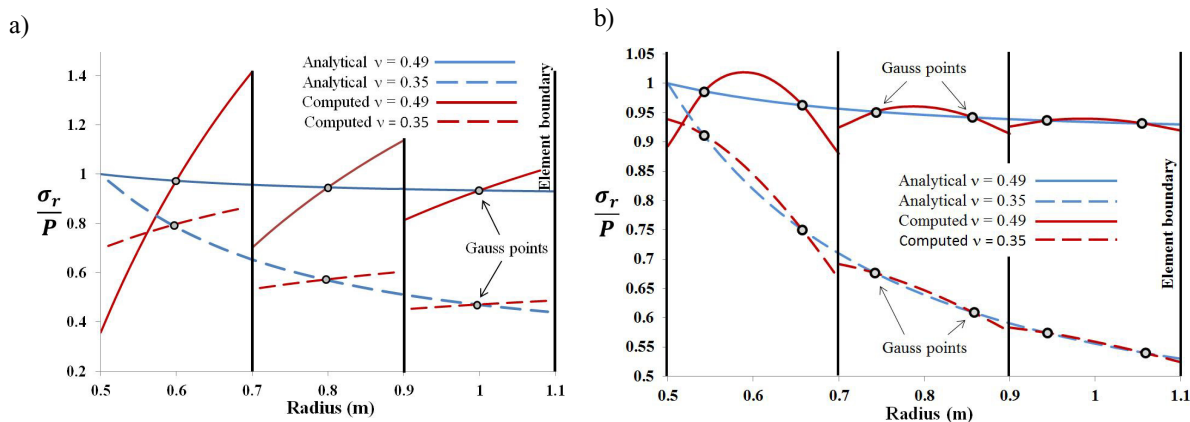 a)
Analytical ν = 0.49
Analytical ν = 0.35
Computed ν = 0.49
Computed ν = 0.35
Element boundary
Gauss points
σr/P
1.4
1.2
1
0.8
0.6
0.4
0.2
0.5 0.6 0.7 0.8 0.9 1 1.1
Radius (m)
b)
Gauss points
Analytical ν = 0.49
Analytical ν = 0.35
Computed ν = 0.49
Computed ν = 0.35
Element boundary
Gauss points
σr/P
1.05
1
0.95
0.9
0.85
0.8
0.75
0.7
0.65
0.6
0.55
0.5
0.5 0.6 0.7 0.8 0.9 1 1.1
Radius (m)